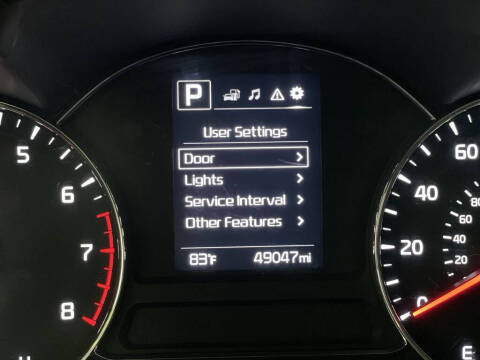 P
User Settings
Door >
Lights >
Service Interval >
Other Features >
83°F 49047mi
5
6
7
8
60
40
20
0
80
60
40
20
E